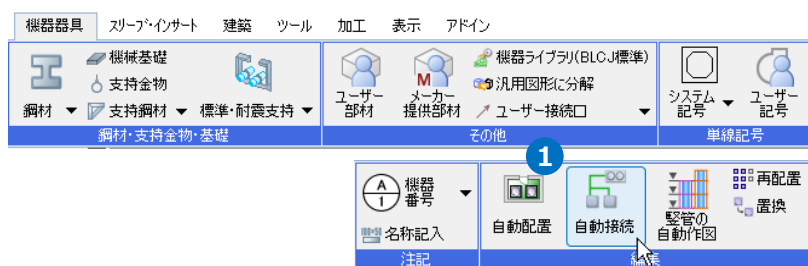 機器器具 スリーブ・インサート 建築 ツール 加工 表示 アドイン
機械基礎
支持金物
鋼材 支持鋼材 標準・耐震支持
鋼材・支持金物・基礎
ユーザー
部材
メーカー
提供部材
機器ライブラリ(BLCJ標準)
汎用図形に分解
ユーザー接続口
その他
システム
記号
ユーザー
記号
単線記号
1
A
1
機器
番号
名称記入
注記
自動配置
自動接続
竪管の
自動作図
再配置
置換
編集